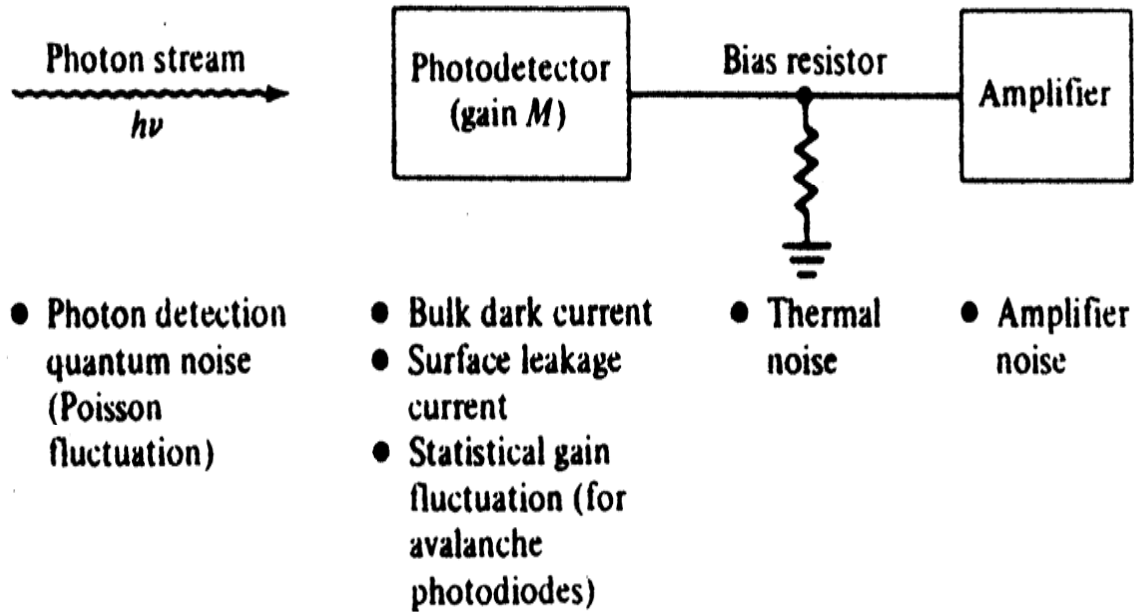 Photon stream
hν
Photodetector
(gain M)
Bias resistor
Amplifier
● Photon detection
quantum noise
(Poisson
fluctuation)
● Bulk dark current
● Surface leakage
current
● Statistical gain
fluctuation (for
avalanche
photodiodes)
● Thermal
noise
● Amplifier
noise